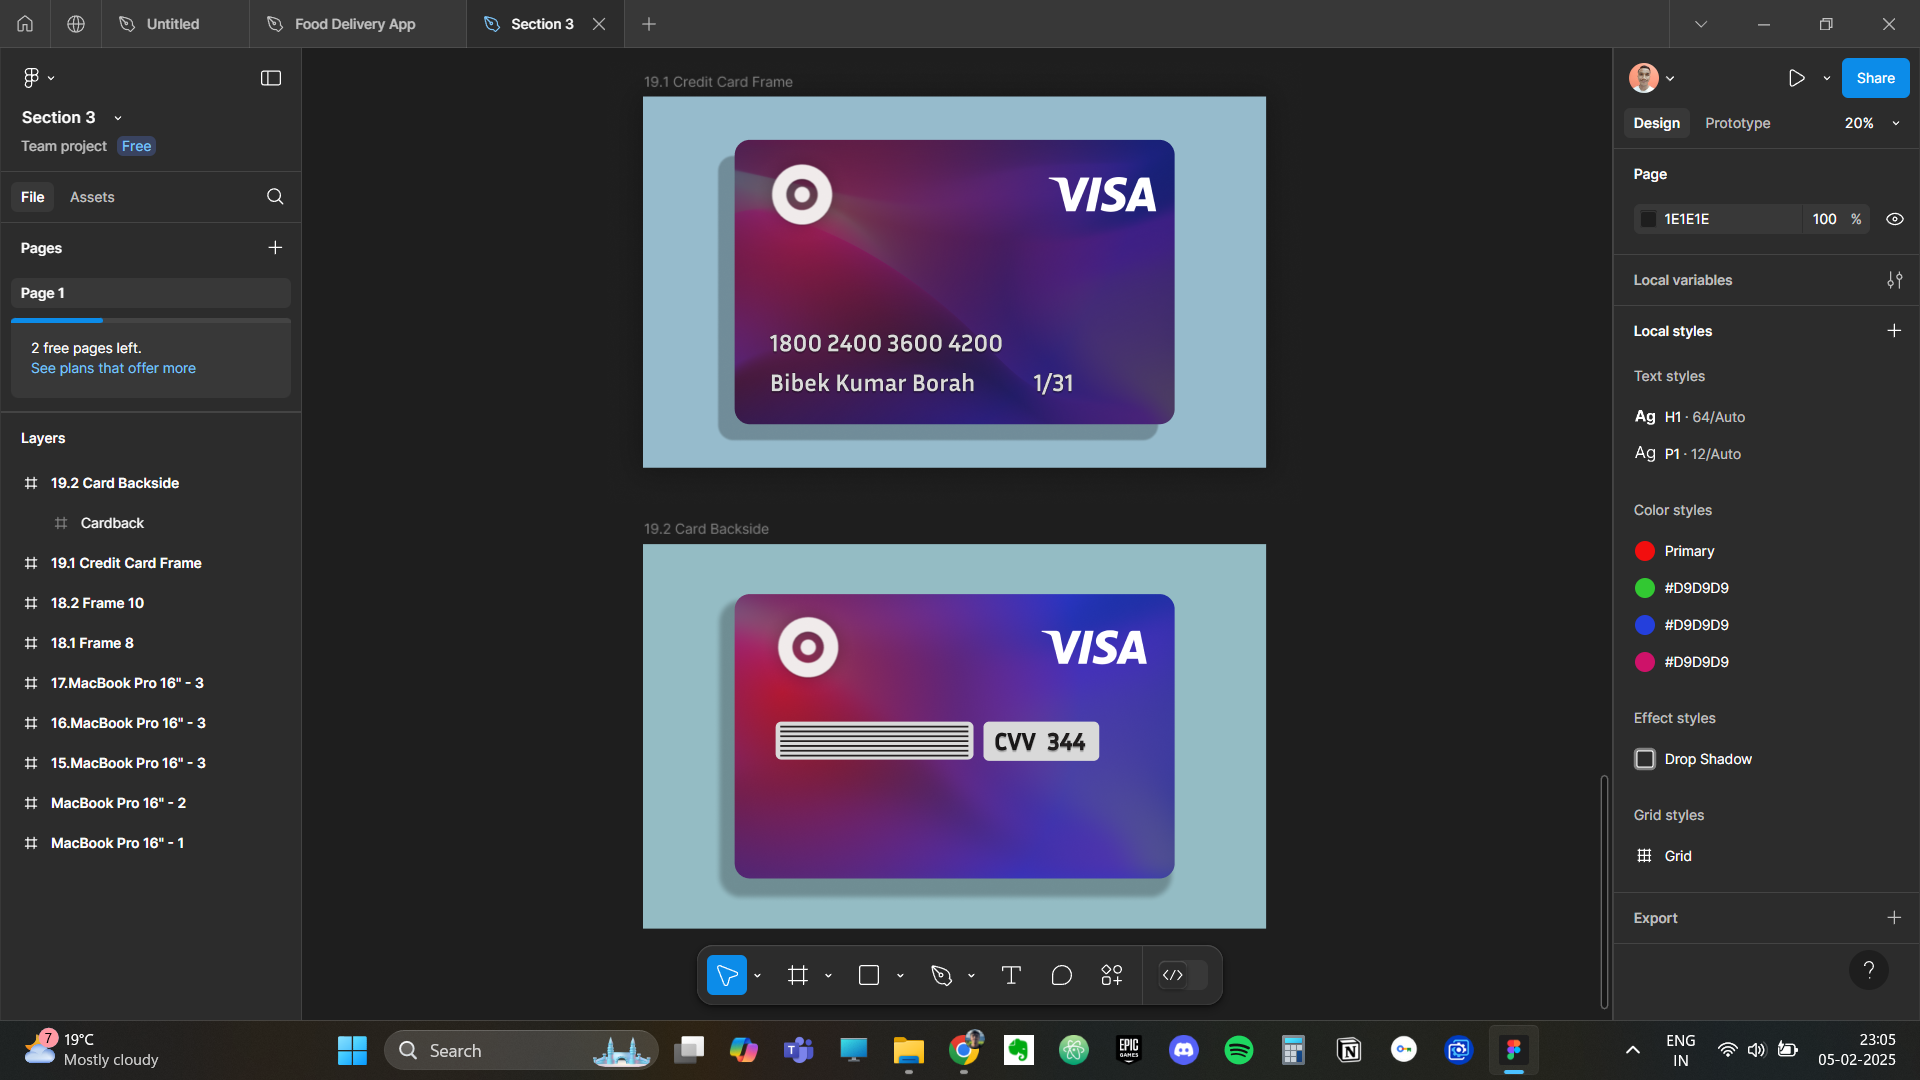 Untitled
Food Delivery App
Section 3
Section 3
Team project Free
File Assets
Pages
Page 1
2 free pages left.
See plans that offer more
Layers
19.2 Card Backside
Cardback
19.1 Credit Card Frame
18.2 Frame 10
18.1 Frame 8
17.MacBook Pro 16" - 3
16.MacBook Pro 16" - 3
15.MacBook Pro 16" - 3
MacBook Pro 16" - 2
MacBook Pro 16" - 1
19.1 Credit Card Frame
VISA
1800 2400 3600 4200
Bibek Kumar Borah 1/31
19.2 Card Backside
VISA
CVV 344
Share
Design Prototype 20%
Page
1E1E1E 100 %
Local variables
Local styles
Text styles
Ag H1 · 64/Auto
Ag P1 · 12/Auto
Color styles
Primary
#D9D9D9
#D9D9D9
#D9D9D9
Effect styles
Drop Shadow
Grid styles
Grid
Export
?
7
19°C
Mostly cloudy
Search
EPIC
GAMES
ENG
IN
23:05
05-02-2025